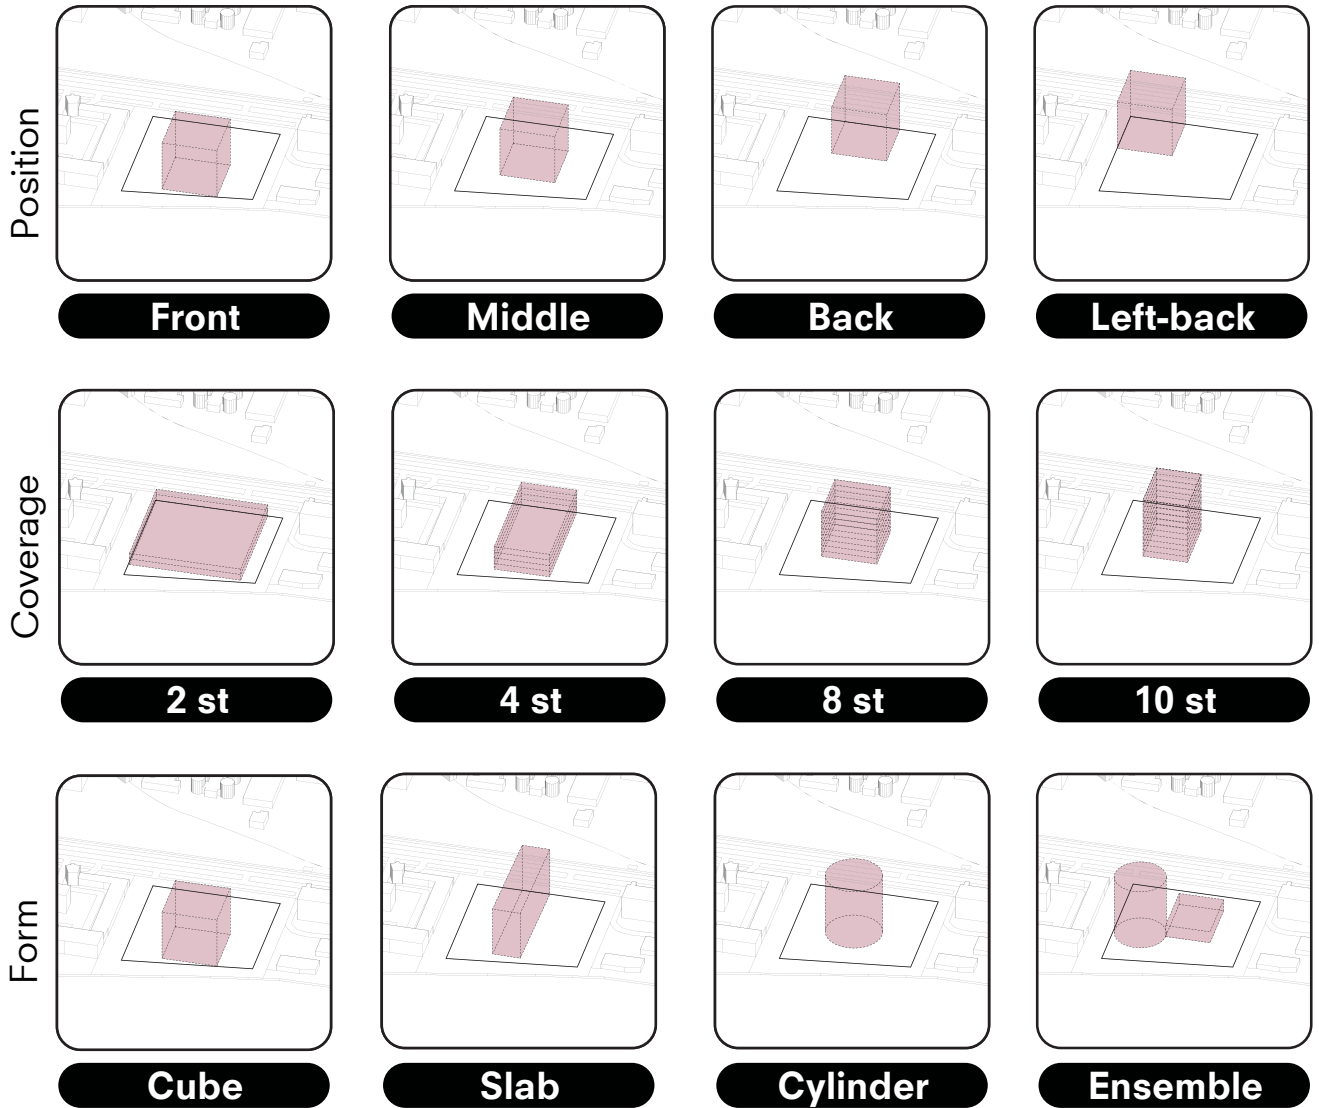 Position
Front
Middle
Back
Left-back
Coverage
2 st
4 st
8 st
10 st
Form
Cube
Slab
Cylinder
Ensemble